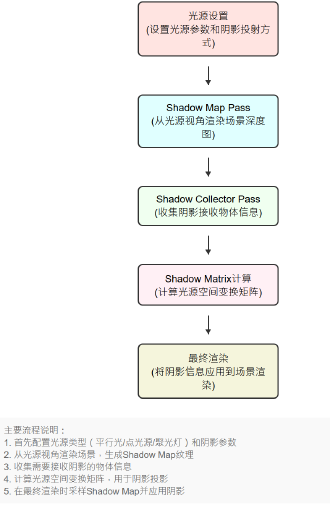 光源设置
(设置光源参数和阴影投射方
式)
Shadow Map Pass
(从光源视角渲染场景深度
图)
Shadow Collector Pass
(收集阴影接收物体信息)
Shadow Matrix计算
(计算光源空间变换矩阵)
最终渲染
(将阴影信息应用到场景渲
染)
主要流程说明：
1. 首先配置光源类型（平行光/点光源/聚光灯）和阴影参数
2. 从光源视角渲染场景，生成Shadow Map纹理
3. 收集需要接收阴影的物体信息
4. 计算光源空间变换矩阵，用于阴影投影
5. 在最终渲染时采样Shadow Map并应用阴影